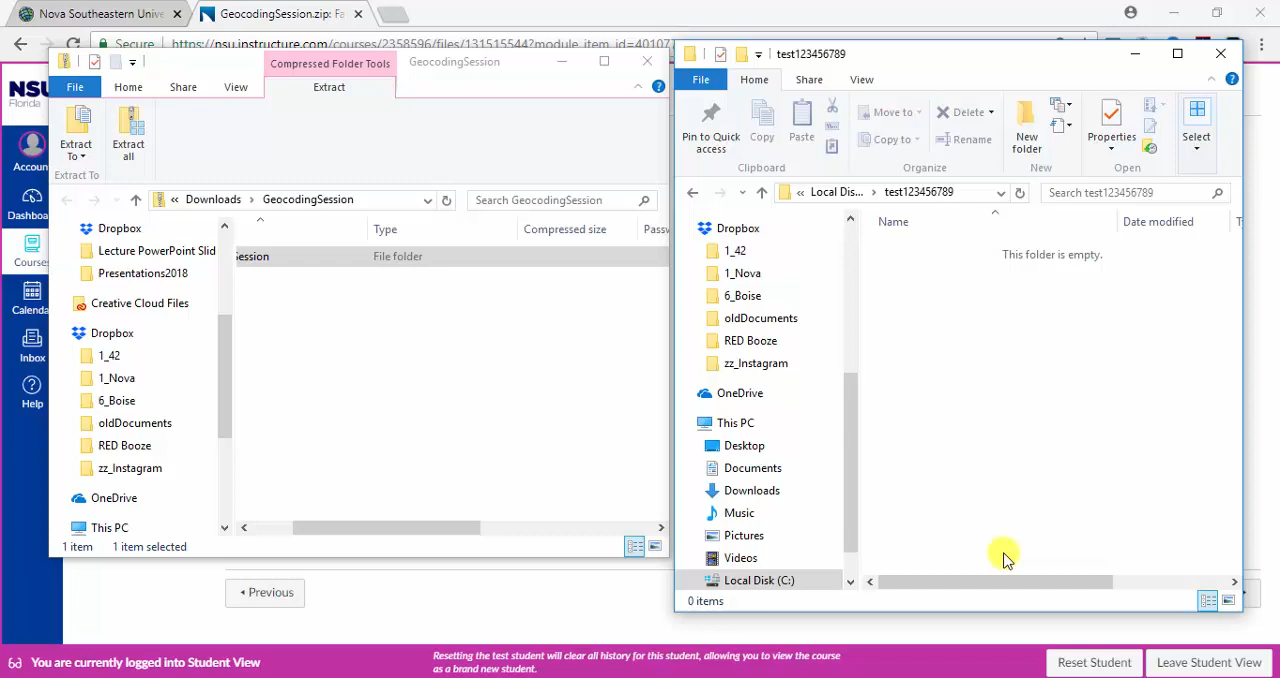 Nova Southeastern Unive
GeocodingSession.zip: Fa
Secure
https://nsu.instructure.com/courses/2358596/files/131515544?module_item_id=401071
NSU
Florida
Accoun
Dashboa
Courses
Calenda
Inbox
Help
Compressed Folder Tools
GeocodingSession
File
Home
Share
View
Extract
Extract To
Extract all
Extract To
« Downloads > GeocodingSession
Search GeocodingSession
Type
Compressed size
Passw
Session
File folder
Dropbox
Lecture PowerPoint Slid
Presentations2018
Creative Cloud Files
Dropbox
1_42
1_Nova
6_Boise
oldDocuments
RED Booze
zz_Instagram
OneDrive
This PC
1 item
1 item selected
test123456789
File
Home
Share
View
Pin to Quick access
Copy
Paste
Move to
Copy to
Delete
Rename
New folder
Properties
Select
Clipboard
Organize
New
Open
« Local Dis... > test123456789
Search test123456789
Name
Date modified
This folder is empty.
Dropbox
1_42
1_Nova
6_Boise
oldDocuments
RED Booze
zz_Instagram
OneDrive
This PC
Desktop
Documents
Downloads
Music
Pictures
Videos
Local Disk (C:)
0 items
Previous
You are currently logged into Student View
Resetting the test student will clear all history for this student, allowing you to view the course
as a brand new student.
Reset Student
Leave Student View